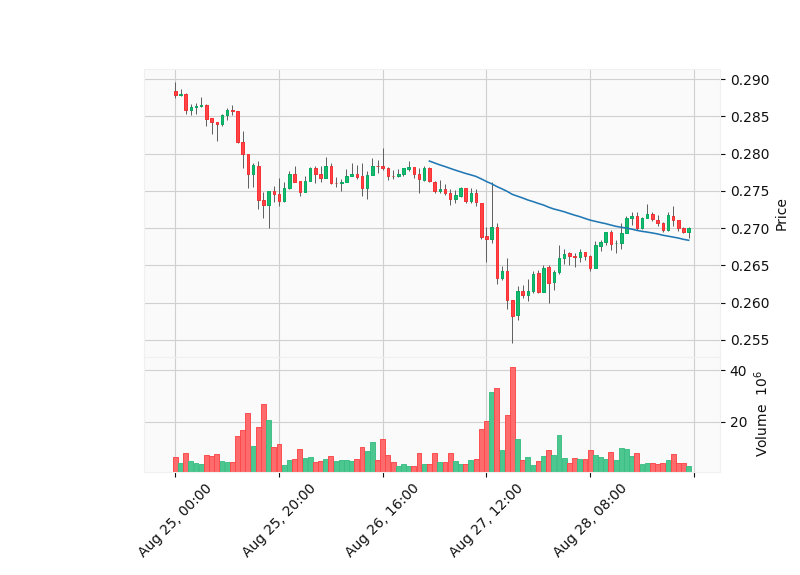 0.290
0.285
0.280
0.275
0.270
0.265
0.260
0.255
Price
40
20
Volume 10⁶
Aug 25, 00:00
Aug 25, 20:00
Aug 26, 16:00
Aug 27, 12:00
Aug 28, 08:00